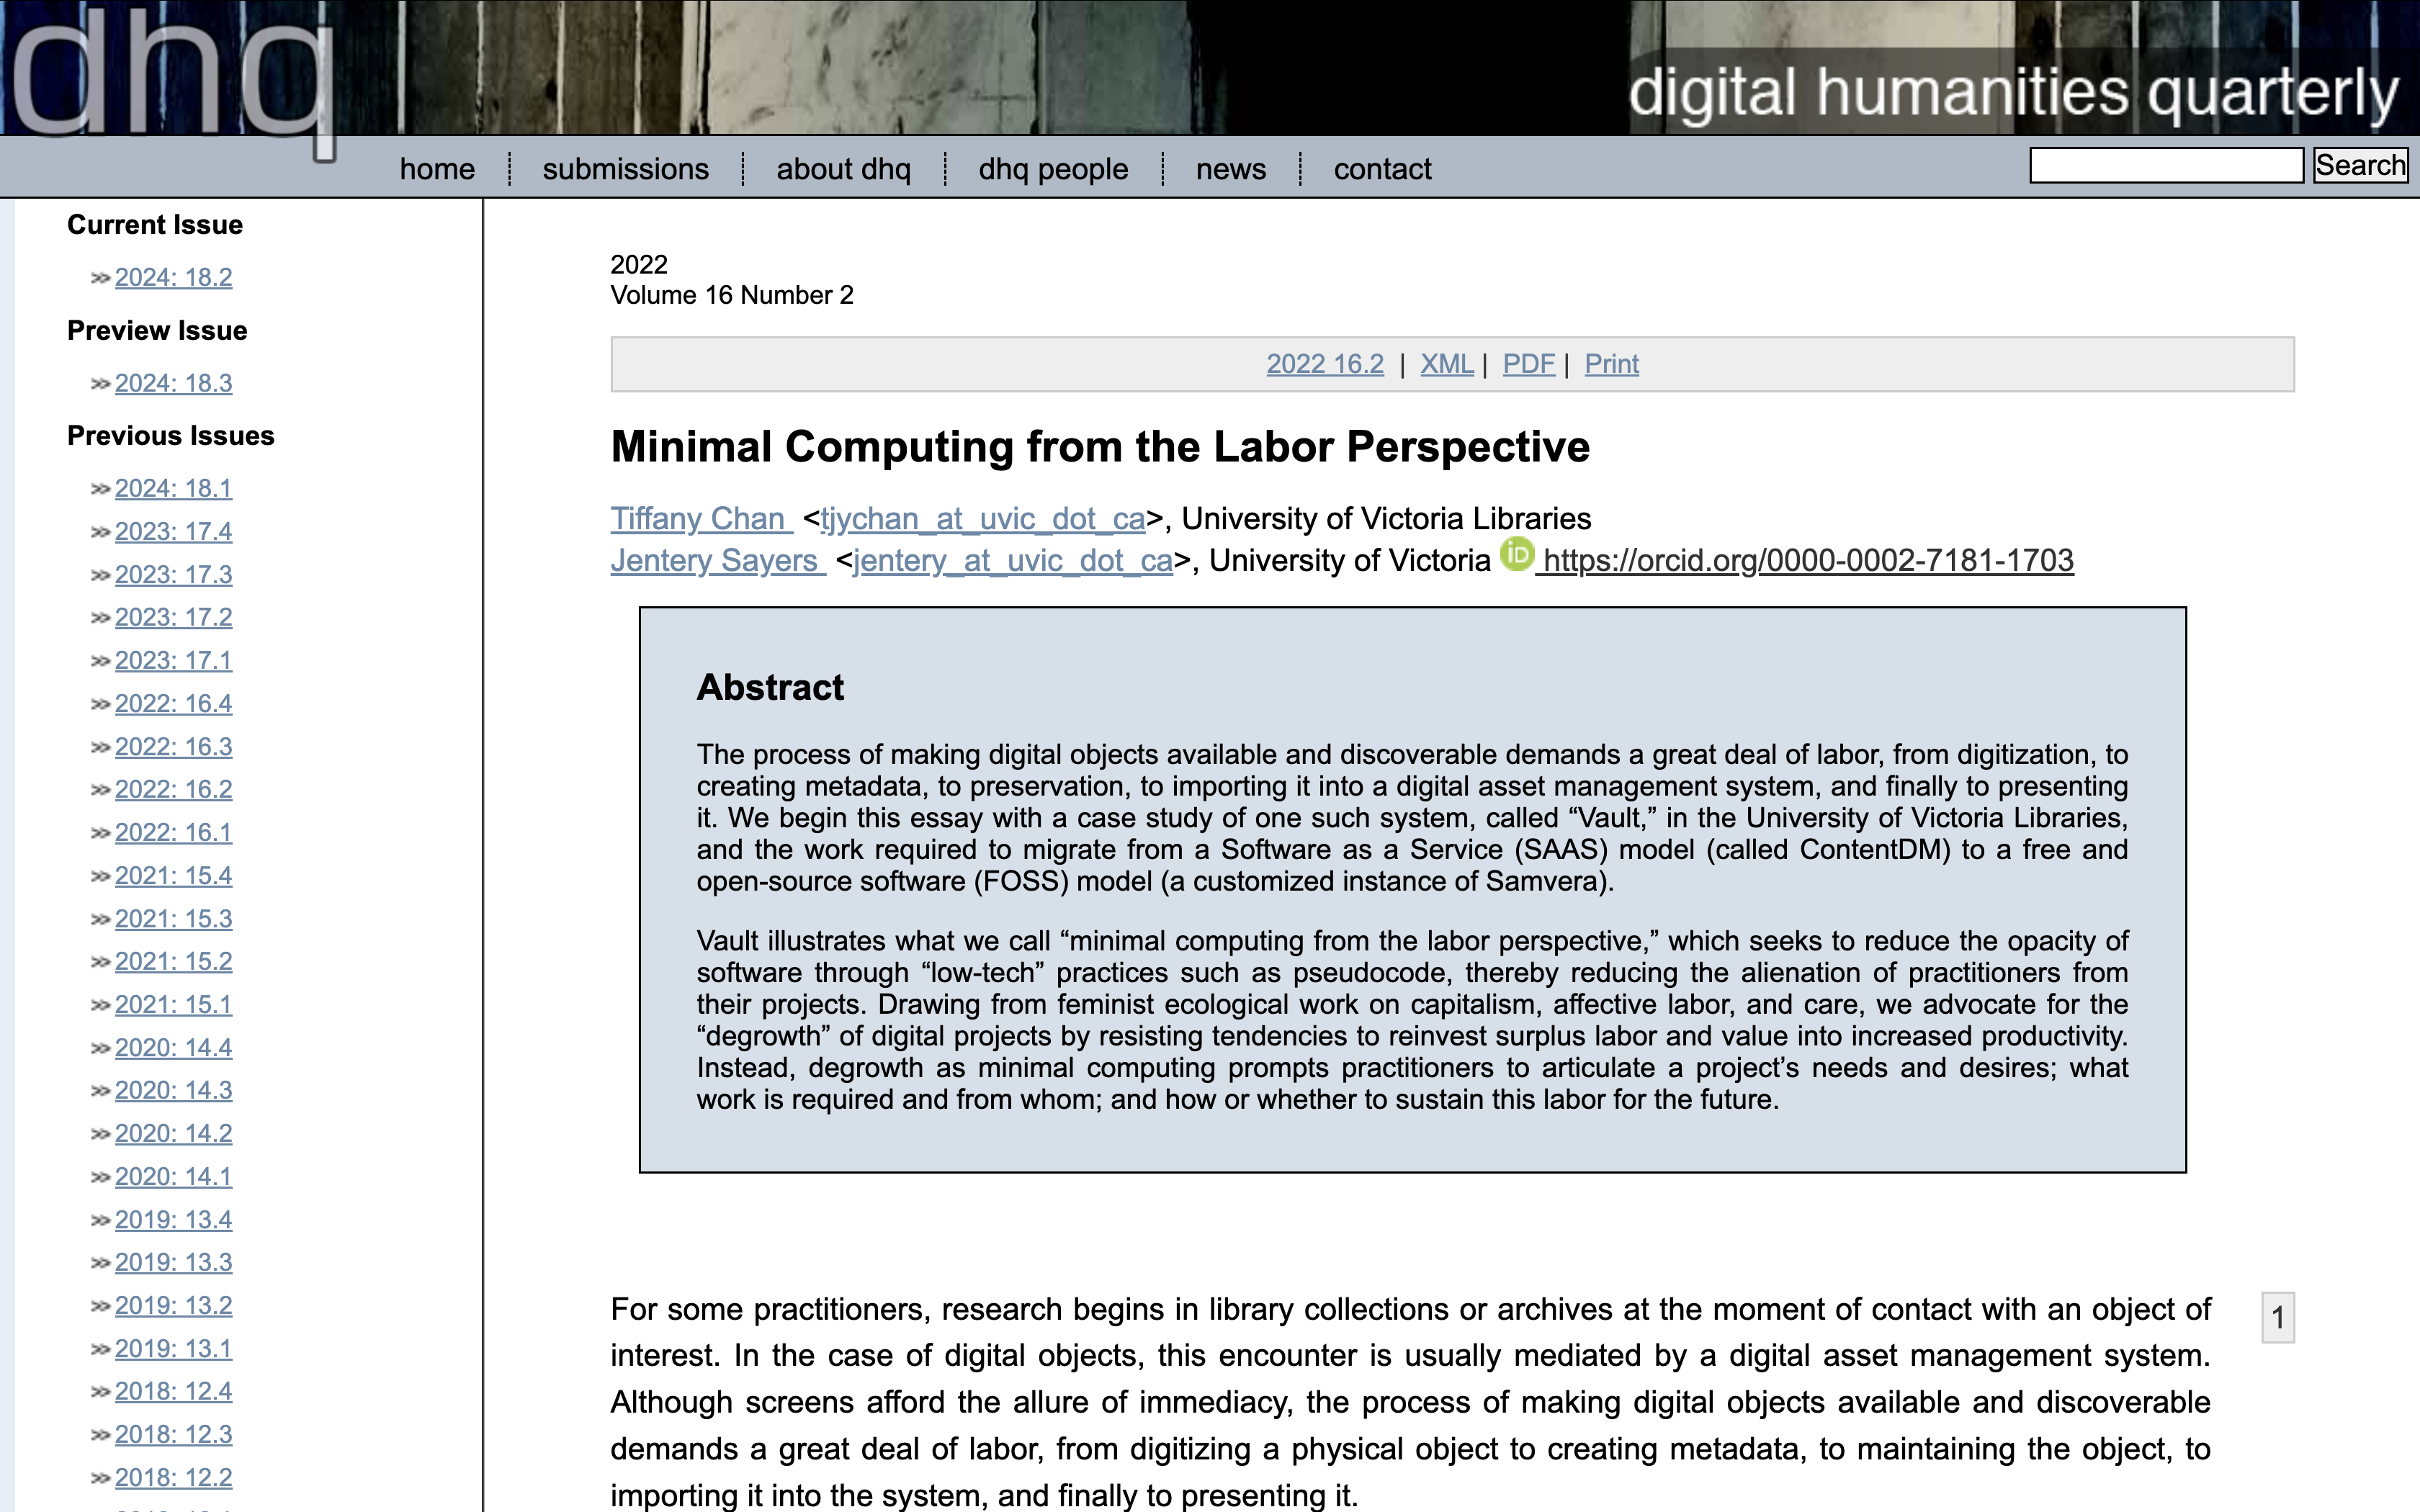 dhq
digital humanities quarterly
home
submissions
about dhq
dhq people
news
contact
Search
Current Issue
2024: 18.2
Preview Issue
2024: 18.3
Previous Issues
2024: 18.1
2023: 17.4
2023: 17.3
2023: 17.2
2023: 17.1
2022: 16.4
2022: 16.3
2022: 16.2
2022: 16.1
2021: 15.4
2021: 15.3
2021: 15.2
2021: 15.1
2020: 14.4
2020: 14.3
2020: 14.2
2020: 14.1
2019: 13.4
2019: 13.3
2019: 13.2
2019: 13.1
2018: 12.4
2018: 12.3
2018: 12.2
2022
Volume 16 Number 2
2022 16.2 | XML | PDF | Print
Minimal Computing from the Labor Perspective
Tiffany Chan <tjychan_at_uvic_dot_ca>, University of Victoria Libraries
Jentery Sayers <jentery_at_uvic_dot_ca>, University of Victoria iD https://orcid.org/0000-0002-7181-1703
Abstract
The process of making digital objects available and discoverable demands a great deal of labor, from digitization, to
creating metadata, to preservation, to importing it into a digital asset management system, and finally to presenting
it. We begin this essay with a case study of one such system, called “Vault,” in the University of Victoria Libraries,
and the work required to migrate from a Software as a Service (SAAS) model (called ContentDM) to a free and
open-source software (FOSS) model (a customized instance of Samvera).
Vault illustrates what we call “minimal computing from the labor perspective,” which seeks to reduce the opacity of
software through “low-tech” practices such as pseudocode, thereby reducing the alienation of practitioners from
their projects. Drawing from feminist ecological work on capitalism, affective labor, and care, we advocate for the
“degrowth” of digital projects by resisting tendencies to reinvest surplus labor and value into increased productivity.
Instead, degrowth as minimal computing prompts practitioners to articulate a project’s needs and desires; what
work is required and from whom; and how or whether to sustain this labor for the future.
For some practitioners, research begins in library collections or archives at the moment of contact with an object of
1
interest. In the case of digital objects, this encounter is usually mediated by a digital asset management system.
Although screens afford the allure of immediacy, the process of making digital objects available and discoverable
demands a great deal of labor, from digitizing a physical object to creating metadata, to maintaining the object, to
importing it into the system, and finally to presenting it.